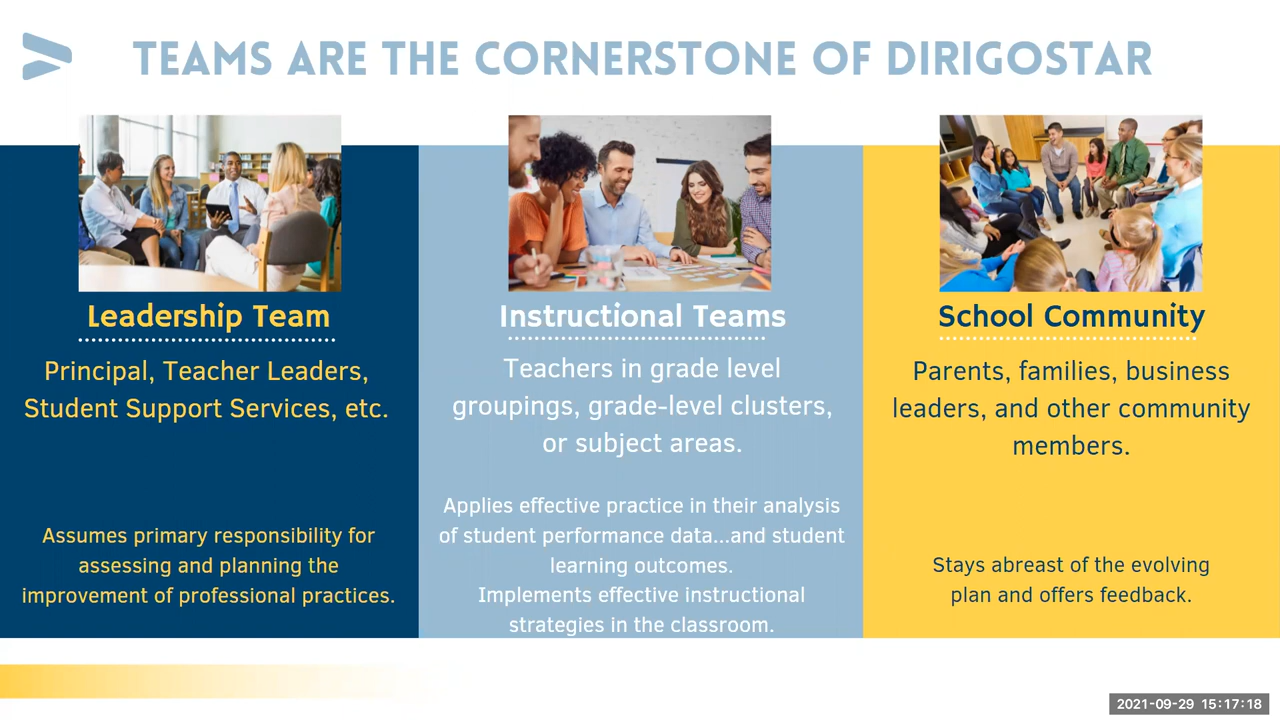 TEAMS ARE THE CORNERSTONE OF DIRIGOSTAR
Leadership Team
Principal, Teacher Leaders,
Student Support Services, etc.
Assumes primary responsibility for
assessing and planning the
improvement of professional practices.
Instructional Teams
Teachers in grade level
groupings, grade-level clusters,
or subject areas.
Applies effective practice in their analysis
of student performance data...and student
learning outcomes.
Implements effective instructional
strategies in the classroom.
School Community
Parents, families, business
leaders, and other community
members.
Stays abreast of the evolving
plan and offers feedback.
2021-09-29 15:17:18